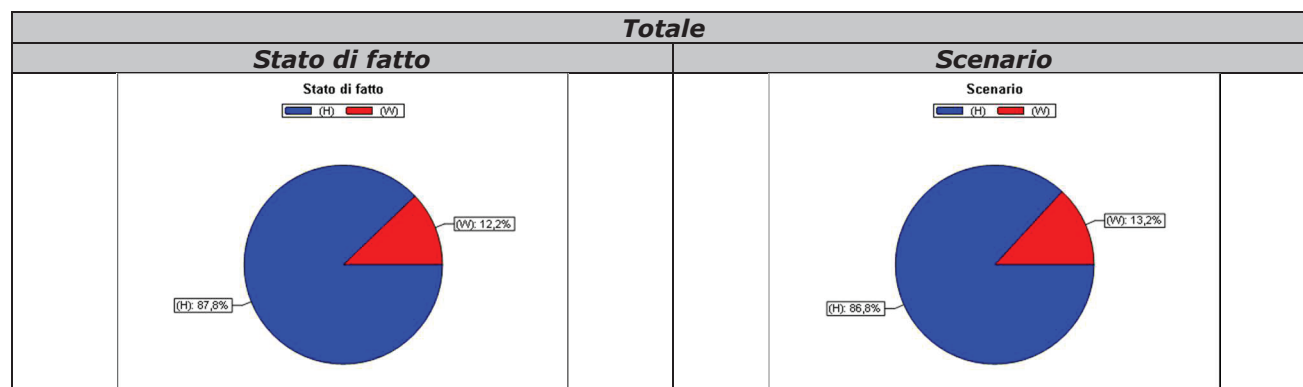 Totale
Stato di fatto
Scenario
Stato di fatto
(H) (W)
(W): 12,2%
(H): 87,8%
Scenario
(H) (W)
(W): 13,2%
(H): 86,8%